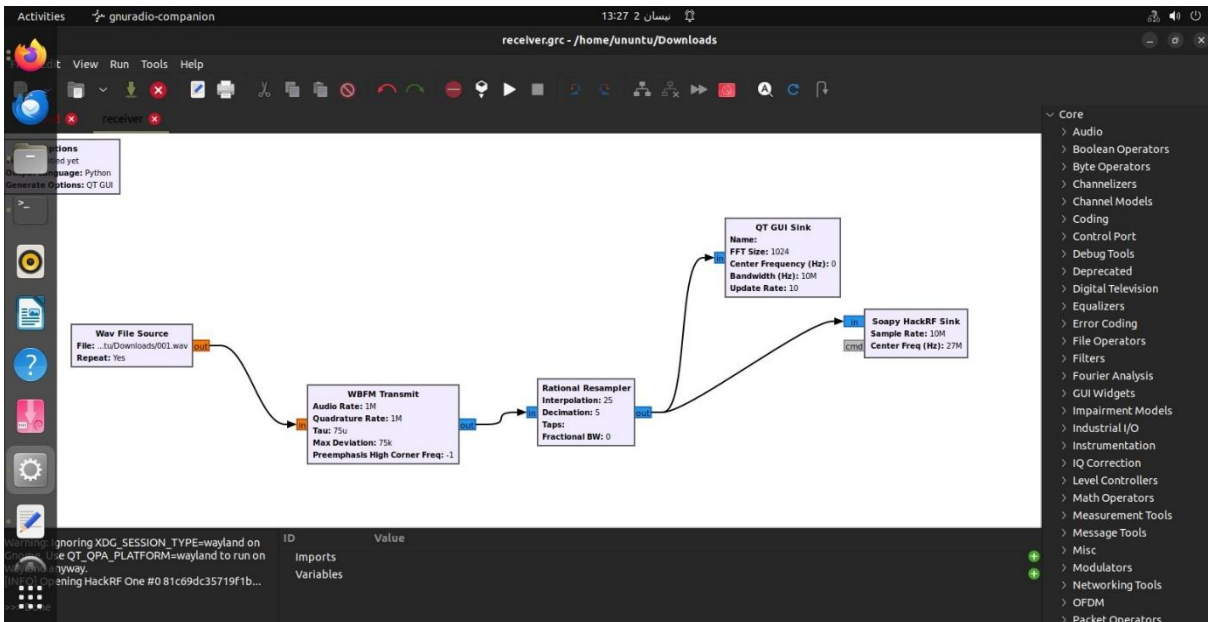 Activities
gnuradio-companion
13:27 2 نيسان
receiver.grc - /home/ununtu/Downloads
View Run Tools Help
receiver
Generate Options: QT GUI
Wav File Source
File: ...tu/Downloads/001.wav
Repeat: Yes
out
WBFM Transmit
Audio Rate: 1M
Quadrature Rate: 1M
Tau: 75u
Max Deviation: 75k
Preemphasis High Corner Freq: -1
in
out
Rational Resampler
Interpolation: 25
Decimation: 5
Taps:
Fractional BW: 0
in
out
QT GUI Sink
Name:
FFT Size: 1024
Center Frequency (Hz): 0
Bandwidth (Hz): 10M
Update Rate: 10
in
Soapy HackRF Sink
Sample Rate: 10M
Center Freq (Hz): 27M
in
cmd
Core
Audio
Boolean Operators
Byte Operators
Channelizers
Channel Models
Coding
Control Port
Debug Tools
Deprecated
Digital Television
Equalizers
Error Coding
File Operators
Filters
Fourier Analysis
GUI Widgets
Impairment Models
Industrial I/O
Instrumentation
IQ Correction
Level Controllers
Math Operators
Measurement Tools
Message Tools
Misc
Modulators
Networking Tools
OFDM
Packet Operators
Warning: Ignoring XDG_SESSION_TYPE=wayland on
Gnome. Use QT_QPA_PLATFORM=wayland to run on
Wayland anyway.
[INFO] Opening HackRF One #0 81c69dc35719f1b...
>>> Done
ID Value
Imports
Variables